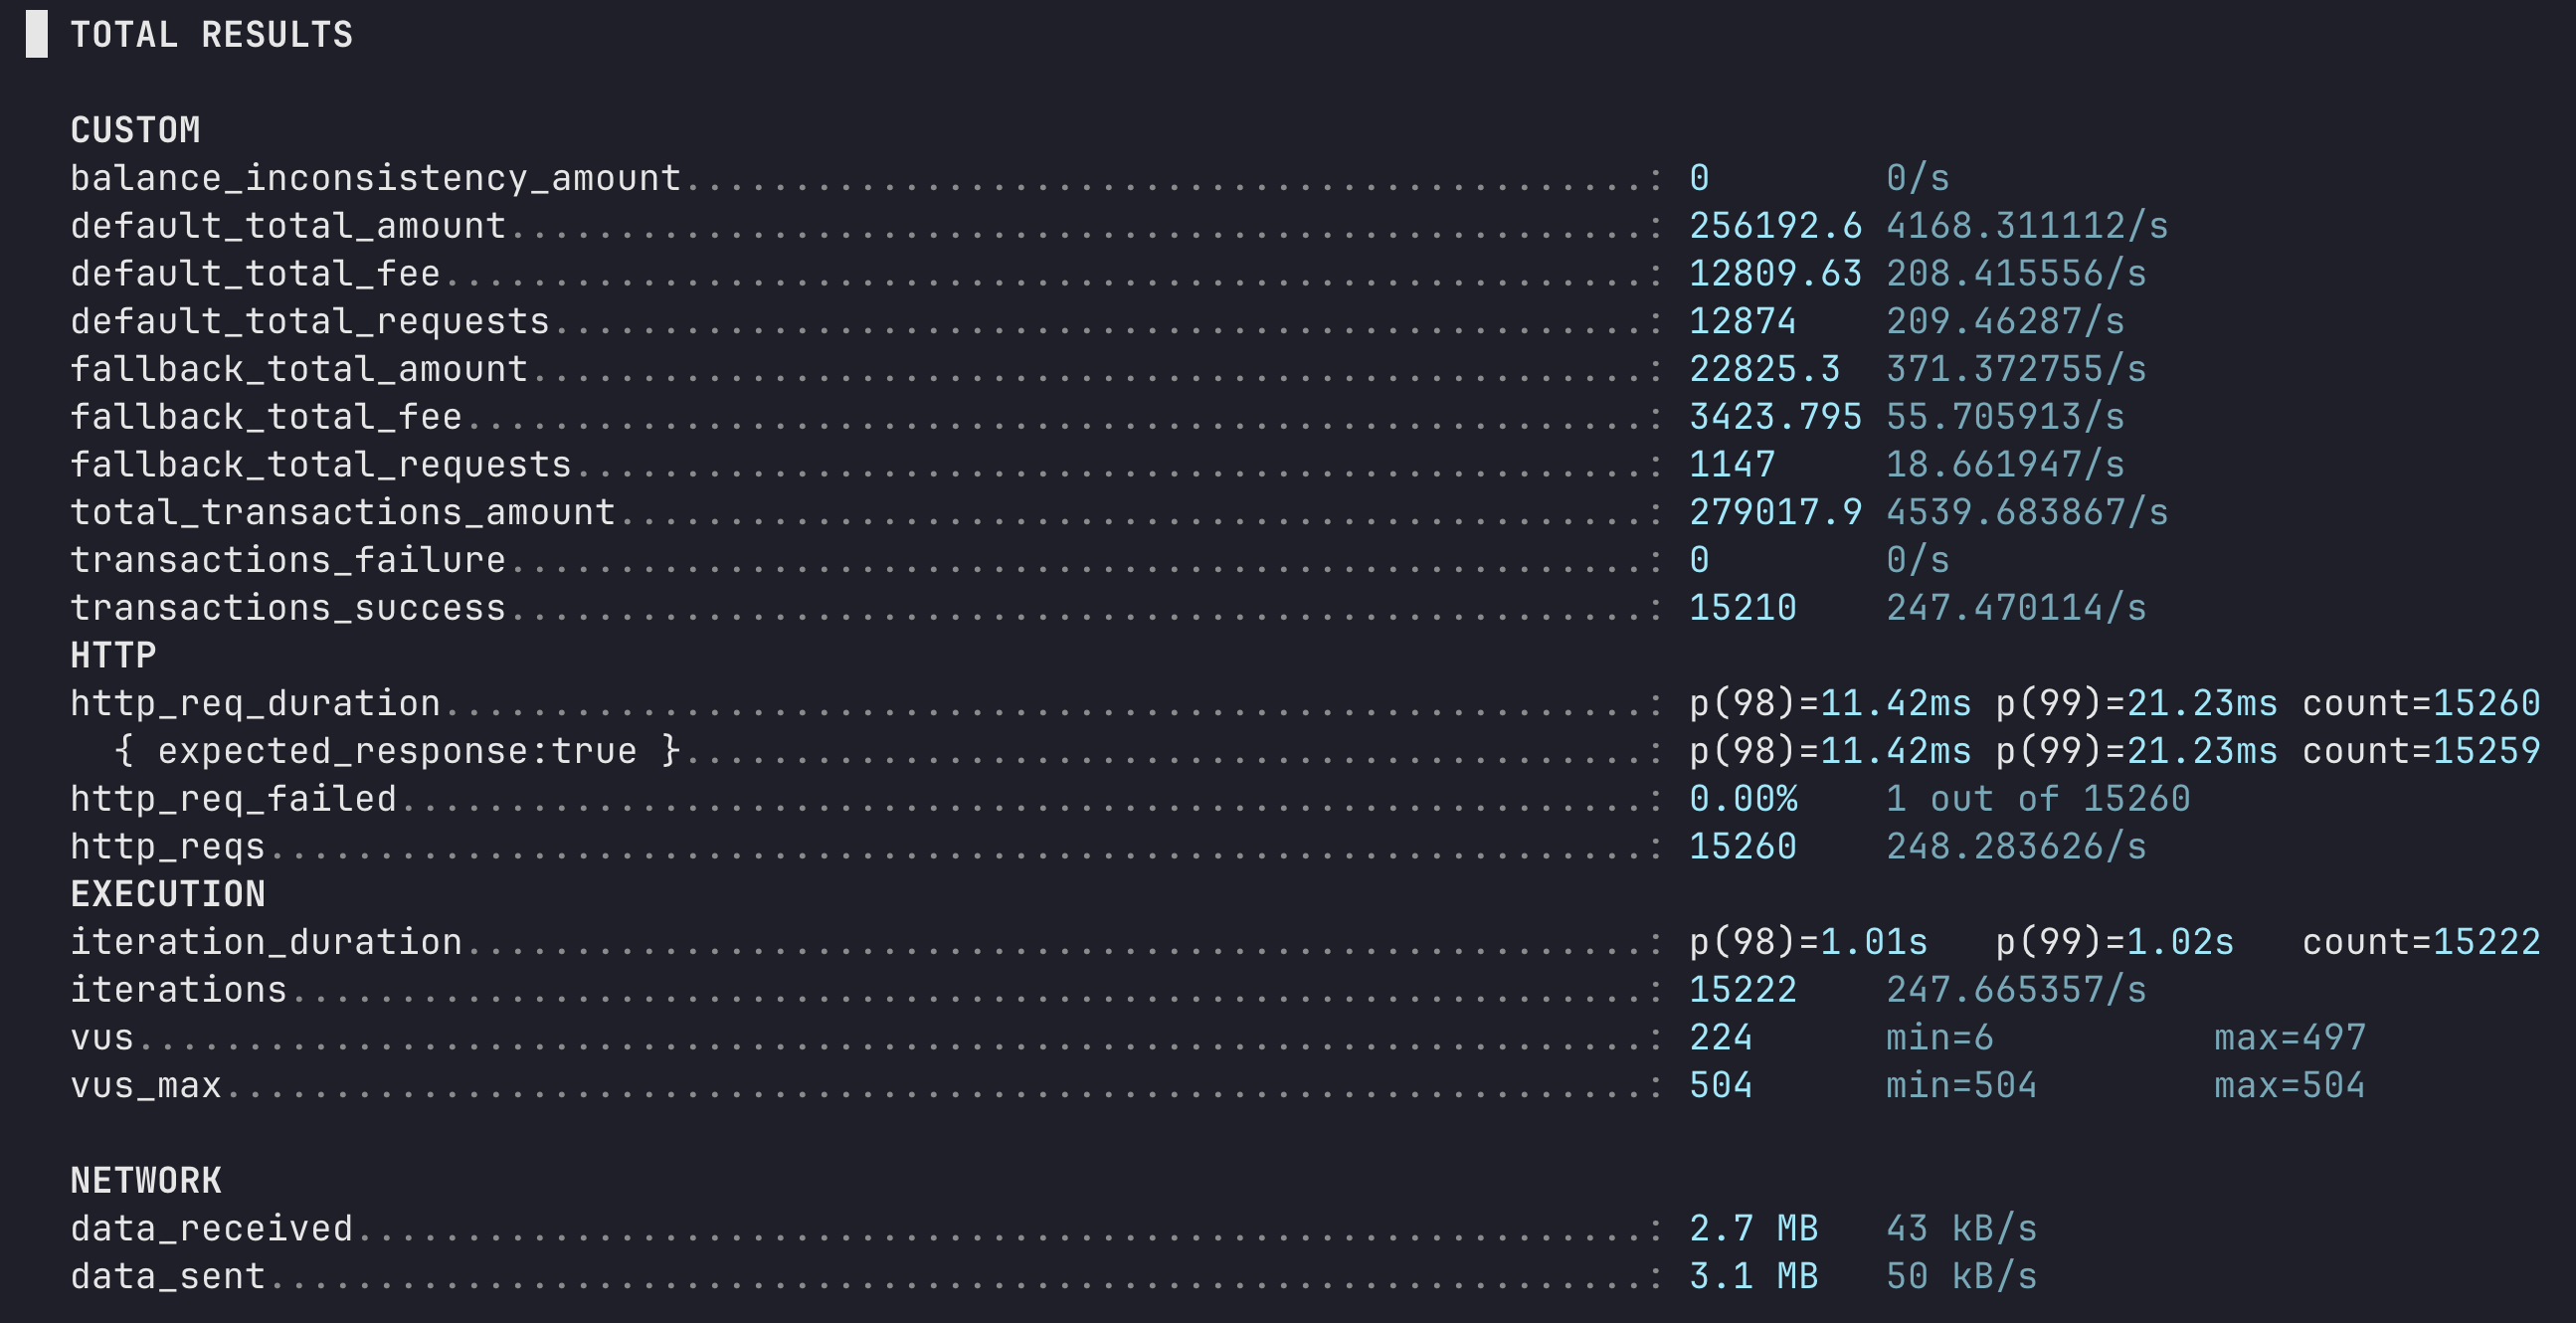 TOTAL RESULTS
CUSTOM
balance_inconsistency_amount............................................: 0        0/s
default_total_amount....................................................: 256192.6 4168.311112/s
default_total_fee.......................................................: 12809.63 208.415556/s
default_total_requests..................................................: 12874    209.46287/s
fallback_total_amount...................................................: 22825.3  371.372755/s
fallback_total_fee......................................................: 3423.795 55.705913/s
fallback_total_requests.................................................: 1147     18.661947/s
total_transactions_amount...............................................: 279017.9 4539.683867/s
transactions_failure....................................................: 0        0/s
transactions_success....................................................: 15210    247.470114/s
HTTP
http_req_duration.......................................................: p(98)=11.42ms p(99)=21.23ms count=15260
{ expected_response:true }............................................: p(98)=11.42ms p(99)=21.23ms count=15259
http_req_failed.........................................................: 0.00%    1 out of 15260
http_reqs...............................................................: 15260    248.283626/s
EXECUTION
iteration_duration......................................................: p(98)=1.01s   p(99)=1.02s   count=15222
iterations..............................................................: 15222    247.665357/s
vus.....................................................................: 224      min=6          max=497
vus_max.................................................................: 504      min=504        max=504
NETWORK
data_received...........................................................: 2.7 MB   43 kB/s
data_sent...............................................................: 3.1 MB   50 kB/s